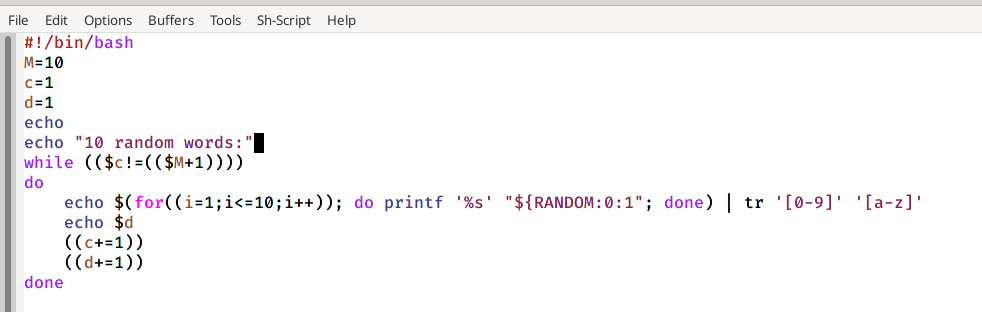 File Edit Options Buffers Tools Sh-Script Help
#!/bin/bash
M=10
c=1
d=1
echo
echo "10 random words:"
while (($c!=(($M+1))))
do
    echo $(for((i=1;i<=10;i++)); do printf '%s' "${RANDOM:0:1"; done) | tr '[0-9]' '[a-z]'
    echo $d
    ((c+=1))
    ((d+=1))
done